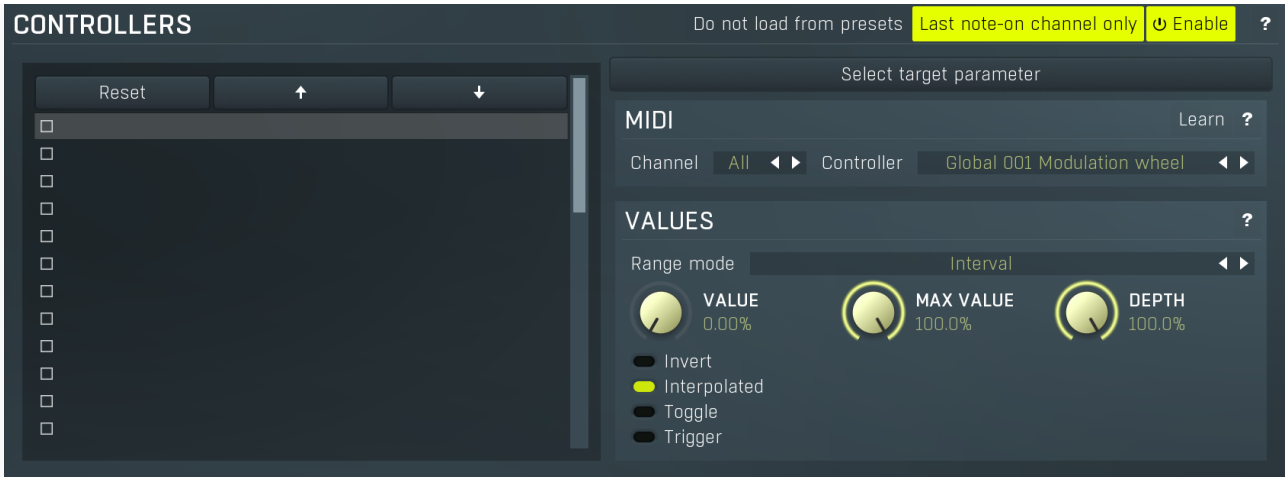 CONTROLLERS Do not load from presets Last note-on channel only Enable ?
Select target parameter
Reset
MIDI Learn ?
Channel All Controller Global 001 Modulation wheel
VALUES ?
Range mode Interval
VALUE MAX VALUE DEPTH
0.00% 100.0% 100.0%
Invert
Interpolated
Toggle
Trigger